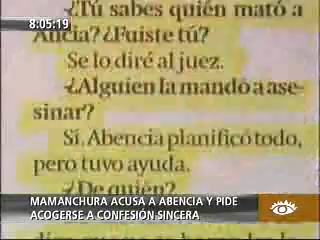 8:05:19
¿Tú sabes quién mató a
Alicia? ¿Fuiste tú?
Se lo diré al juez.
¿Alguien la mandó a ase-
sinar?
Sí. Abencia planificó todo,
pero tuvo ayuda.
¿De quién?
MAMANCHURA ACUSA A ABENCIA Y PIDE
ACOGERSE A CONFESIÓN SINCERA